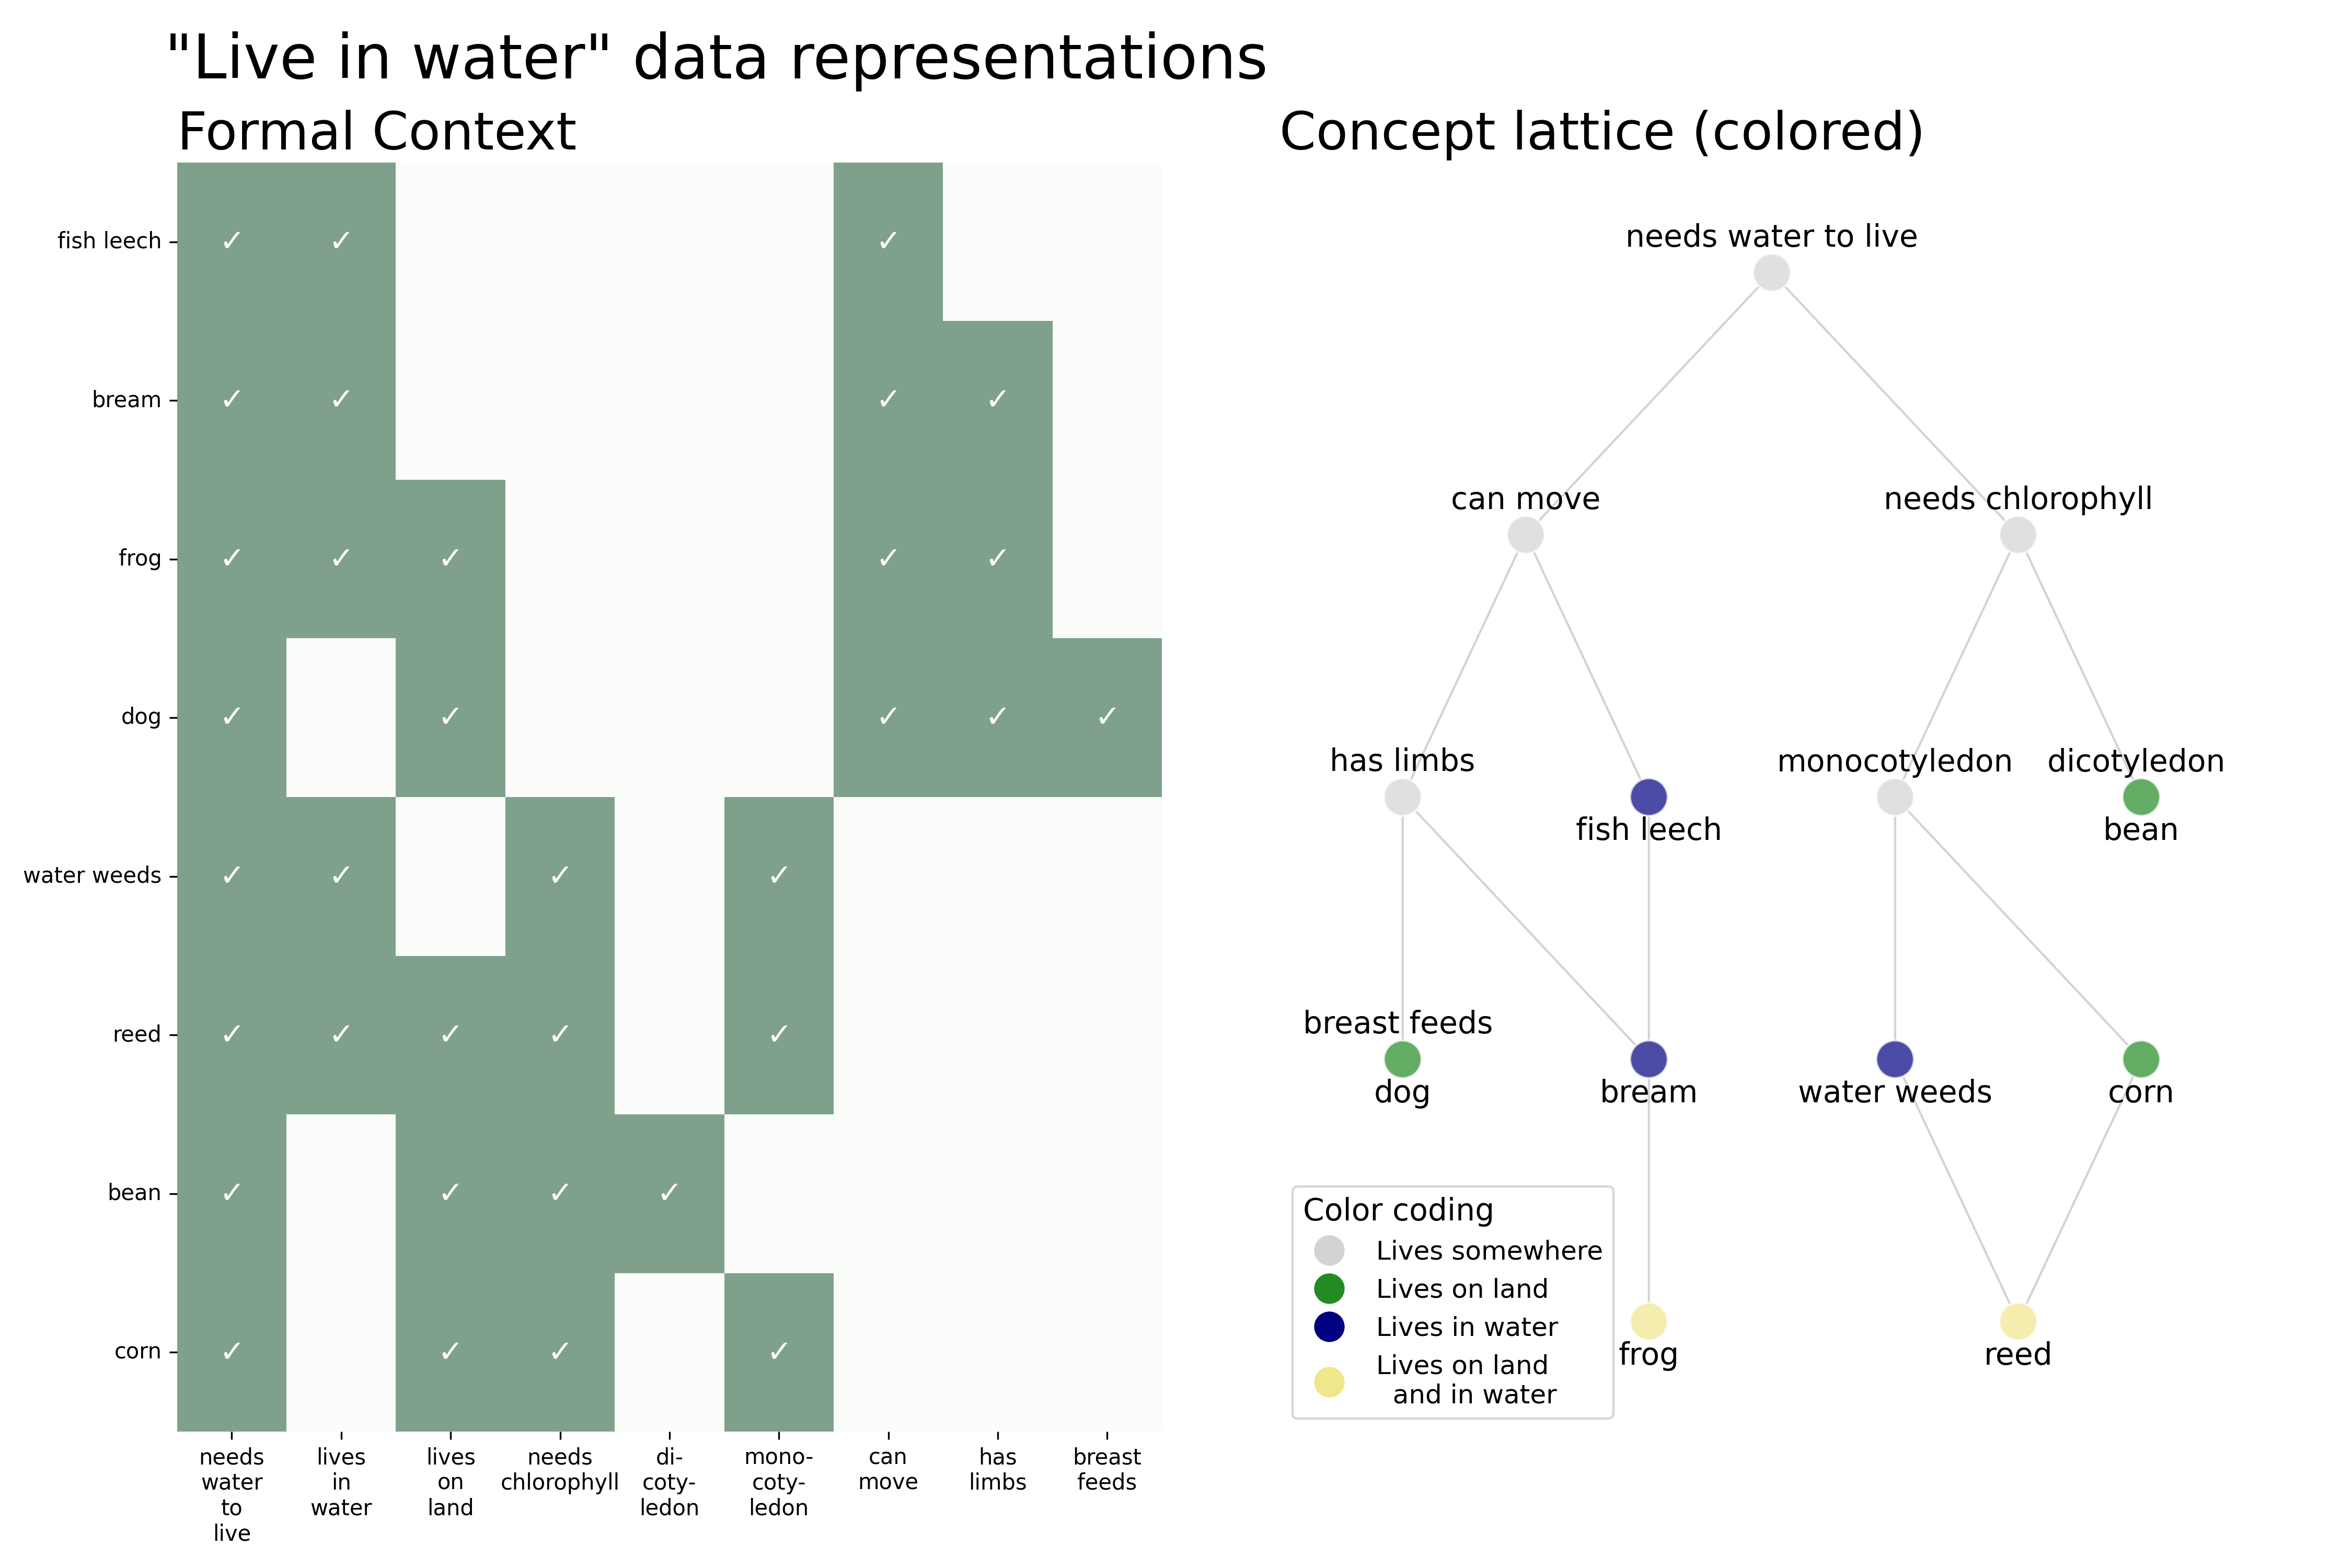 "Live in water" data representations
Formal Context
fish leech
✓ ✓ ✓
bream
✓ ✓ ✓ ✓
frog
✓ ✓ ✓ ✓ ✓
dog
✓ ✓ ✓ ✓ ✓
water weeds
✓ ✓ ✓ ✓
reed
✓ ✓ ✓ ✓ ✓
bean
✓ ✓ ✓ ✓
corn
✓ ✓ ✓ ✓
needs
water
to
live
lives
in
water
lives
on
land
needs
chlorophyll
di-
coty-
ledon
mono-
coty-
ledon
can
move
has
limbs
breast
feeds
Concept lattice (colored)
needs water to live
can move
needs chlorophyll
has limbs
fish leech
monocotyledon
dicotyledon
bean
breast feeds
dog
bream
water weeds
corn
frog
reed
Color coding
Lives somewhere
Lives on land
Lives in water
Lives on land
and in water